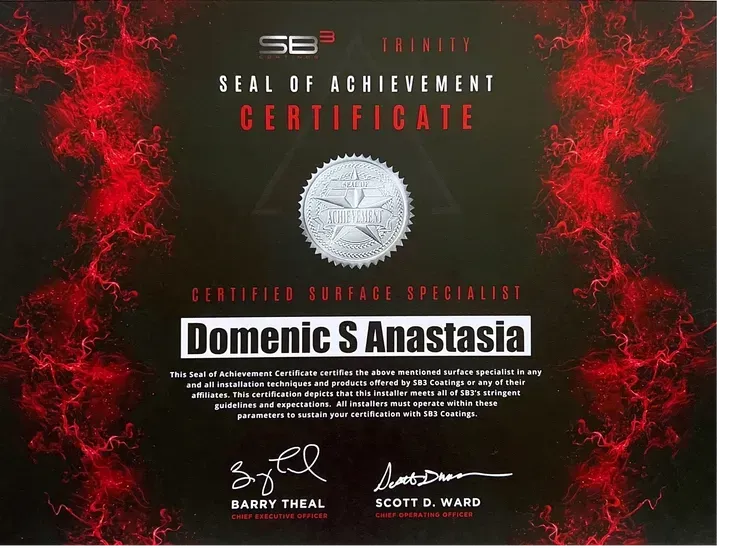 SB3 TRINITY
COATINGS
SEAL OF ACHIEVEMENT
CERTIFICATE
SEAL OF
ACHIEVEMENT
CERTIFIED SURFACE SPECIALIST
Domenic S Anastasia
This Seal of Achievement Certificate certifies the above mentioned surface specialist in any
and all installation techniques and products offered by SB3 Coatings or any of their
affiliates. This certification depicts that this installer meets all of SB3's stringent
guidelines and expectations. All installers must operate within these
parameters to sustain your certification with SB3 Coatings.
BARRY THEAL SCOTT D. WARD
CHIEF EXECUTIVE OFFICER CHIEF OPERATING OFFICER